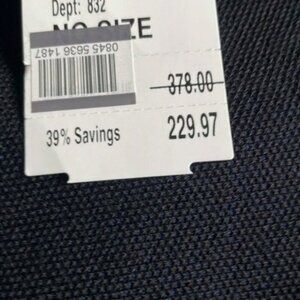 Dept: 832
NO SIZE
0845 5636 1487
378.00
39% Savings
229.97